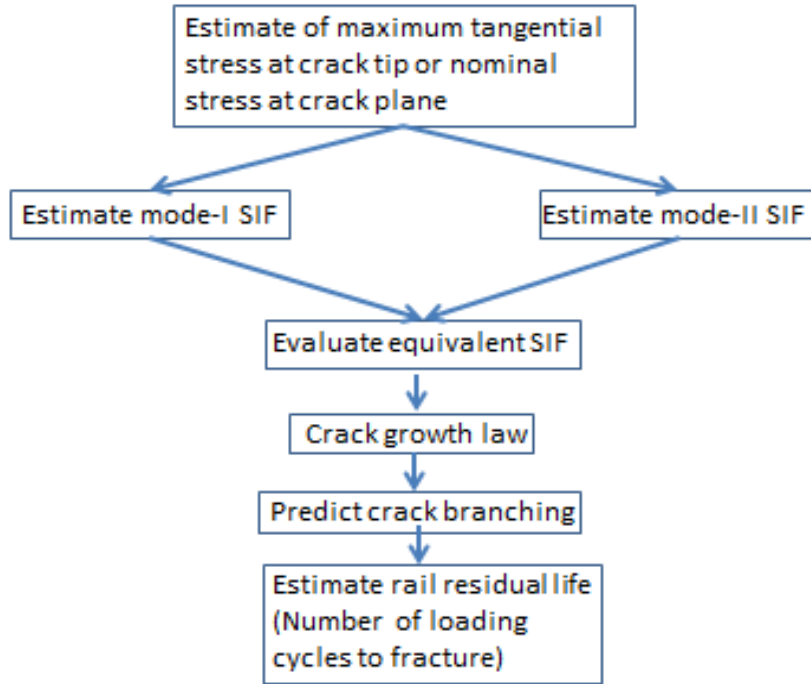 Estimate of maximum tangential
stress at crack tip or nominal
stress at crack plane
Estimate mode-I SIF
Estimate mode-II SIF
Evaluate equivalent SIF
Crack growth law
Predict crack branching
Estimate rail residual life
(Number of loading
cycles to fracture)